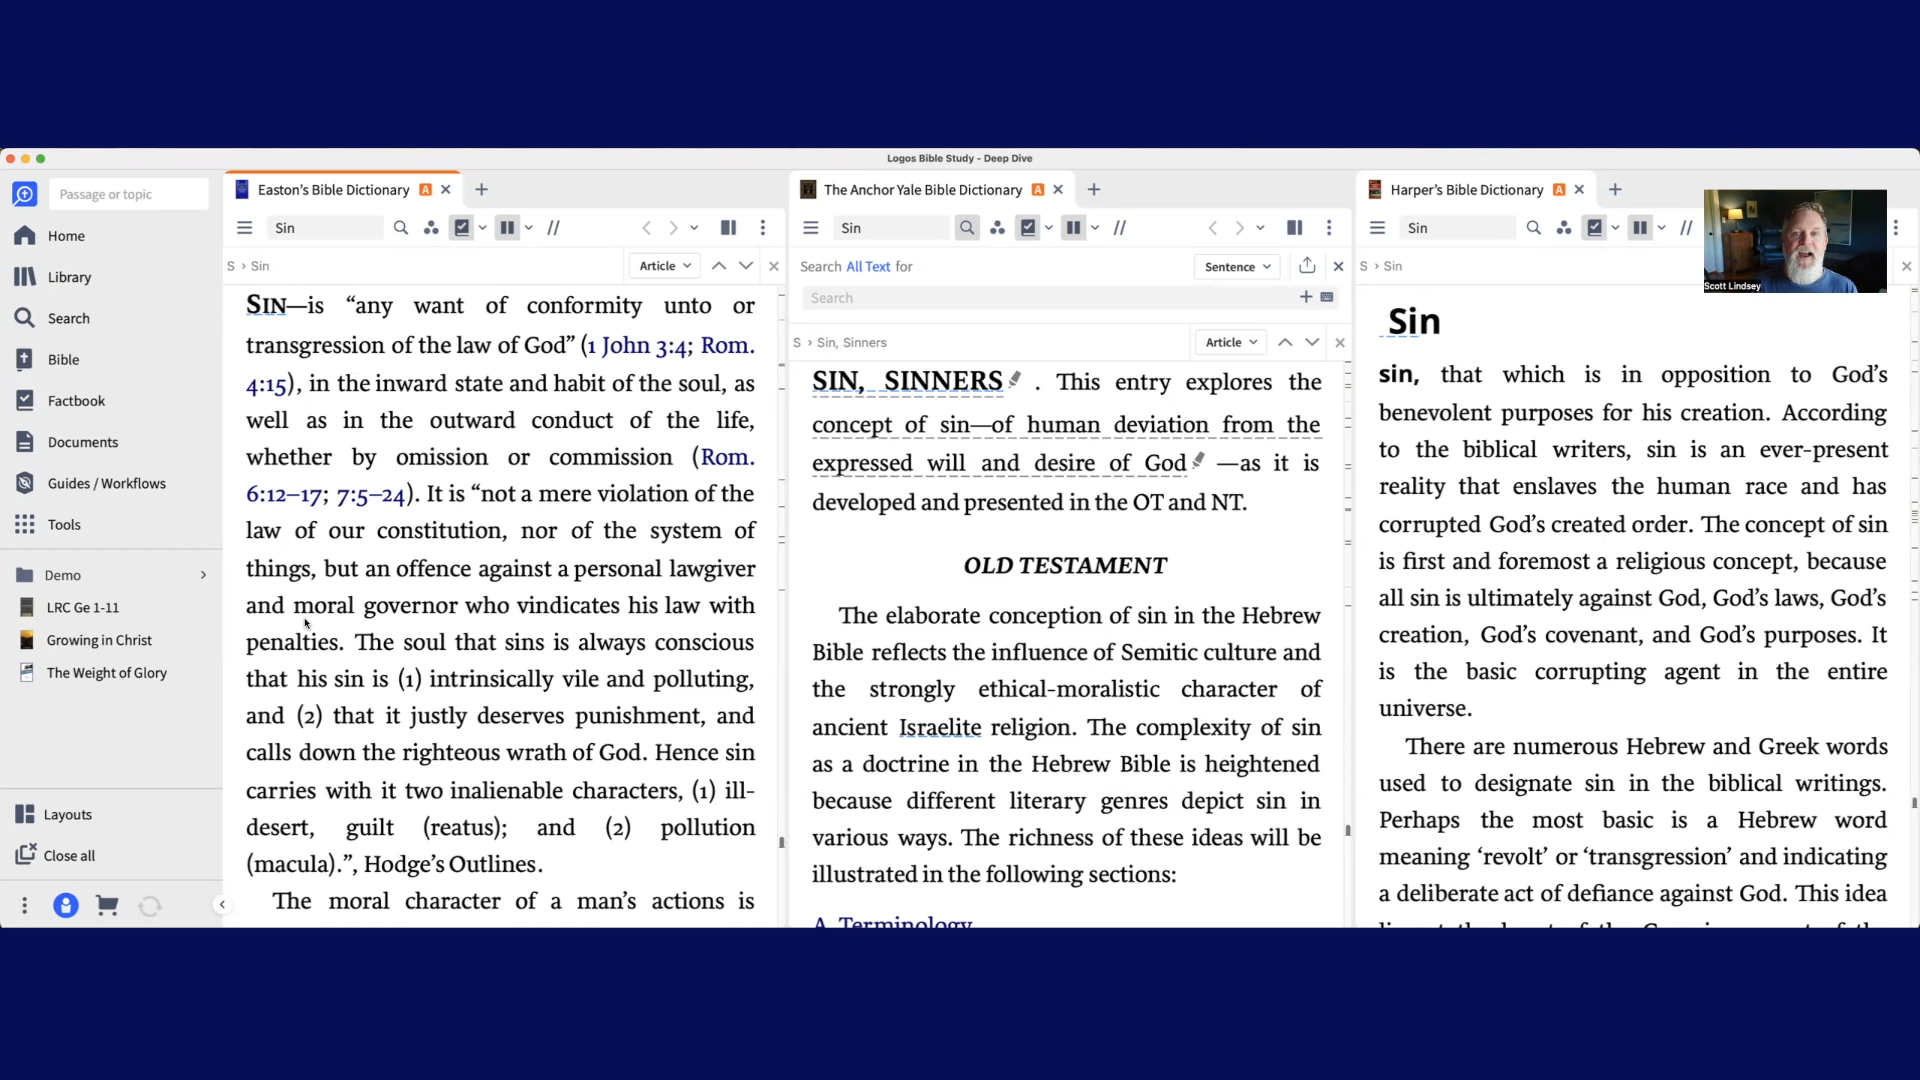 Logos Bible Study - Deep Dive
Passage or topic
Home
Library
Search
Bible
Factbook
Documents
Guides / Workflows
Tools
Demo
LRC Ge 1-11
Growing in Christ
The Weight of Glory
Layouts
Close all
Easton's Bible Dictionary A
Sin
S › Sin
Article
SIN—is “any want of conformity unto or
transgression of the law of God” (1 John 3:4; Rom.
4:15), in the inward state and habit of the soul, as
well as in the outward conduct of the life,
whether by omission or commission (Rom.
6:12–17; 7:5–24). It is “not a mere violation of the
law of our constitution, nor of the system of
things, but an offence against a personal lawgiver
and moral governor who vindicates his law with
penalties. The soul that sins is always conscious
that his sin is (1) intrinsically vile and polluting,
and (2) that it justly deserves punishment, and
calls down the righteous wrath of God. Hence sin
carries with it two inalienable characters, (1) ill-
desert, guilt (reatus); and (2) pollution
(macula).”, Hodge’s Outlines.
The moral character of a man’s actions is
The Anchor Yale Bible Dictionary A
Sin
Search All Text for
Sentence
Search
S › Sin, Sinners
Article
SIN, SINNERS . This entry explores the
concept of sin—of human deviation from the
expressed will and desire of God —as it is
developed and presented in the OT and NT.
OLD TESTAMENT
The elaborate conception of sin in the Hebrew
Bible reflects the influence of Semitic culture and
the strongly ethical-moralistic character of
ancient Israelite religion. The complexity of sin
as a doctrine in the Hebrew Bible is heightened
because different literary genres depict sin in
various ways. The richness of these ideas will be
illustrated in the following sections:
A. Terminology
Harper's Bible Dictionary A
Sin
S › Sin
Scott Lindsey
Sin
sin, that which is in opposition to God’s
benevolent purposes for his creation. According
to the biblical writers, sin is an ever-present
reality that enslaves the human race and has
corrupted God’s created order. The concept of sin
is first and foremost a religious concept, because
all sin is ultimately against God, God’s laws, God’s
creation, God’s covenant, and God’s purposes. It
is the basic corrupting agent in the entire
universe.
There are numerous Hebrew and Greek words
used to designate sin in the biblical writings.
Perhaps the most basic is a Hebrew word
meaning ‘revolt’ or ‘transgression’ and indicating
a deliberate act of defiance against God. This idea